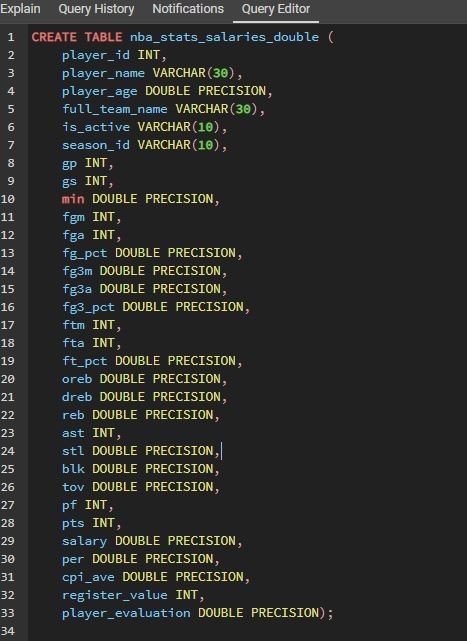 Explain Query History Notifications Query Editor
1 CREATE TABLE nba_stats_salaries_double (
2 player_id INT,
3 player_name VARCHAR(30),
4 player_age DOUBLE PRECISION,
5 full_team_name VARCHAR(30),
6 is_active VARCHAR(10),
7 season_id VARCHAR(10),
8 gp INT,
9 gs INT,
10 min DOUBLE PRECISION,
11 fgm INT,
12 fga INT,
13 fg_pct DOUBLE PRECISION,
14 fg3m DOUBLE PRECISION,
15 fg3a DOUBLE PRECISION,
16 fg3_pct DOUBLE PRECISION,
17 ftm INT,
18 fta INT,
19 ft_pct DOUBLE PRECISION,
20 oreb DOUBLE PRECISION,
21 dreb DOUBLE PRECISION,
22 reb DOUBLE PRECISION,
23 ast INT,
24 stl DOUBLE PRECISION,
25 blk DOUBLE PRECISION,
26 tov DOUBLE PRECISION,
27 pf INT,
28 pts INT,
29 salary DOUBLE PRECISION,
30 per DOUBLE PRECISION,
31 cpi_ave DOUBLE PRECISION,
32 register_value INT,
33 player_evaluation DOUBLE PRECISION);
34